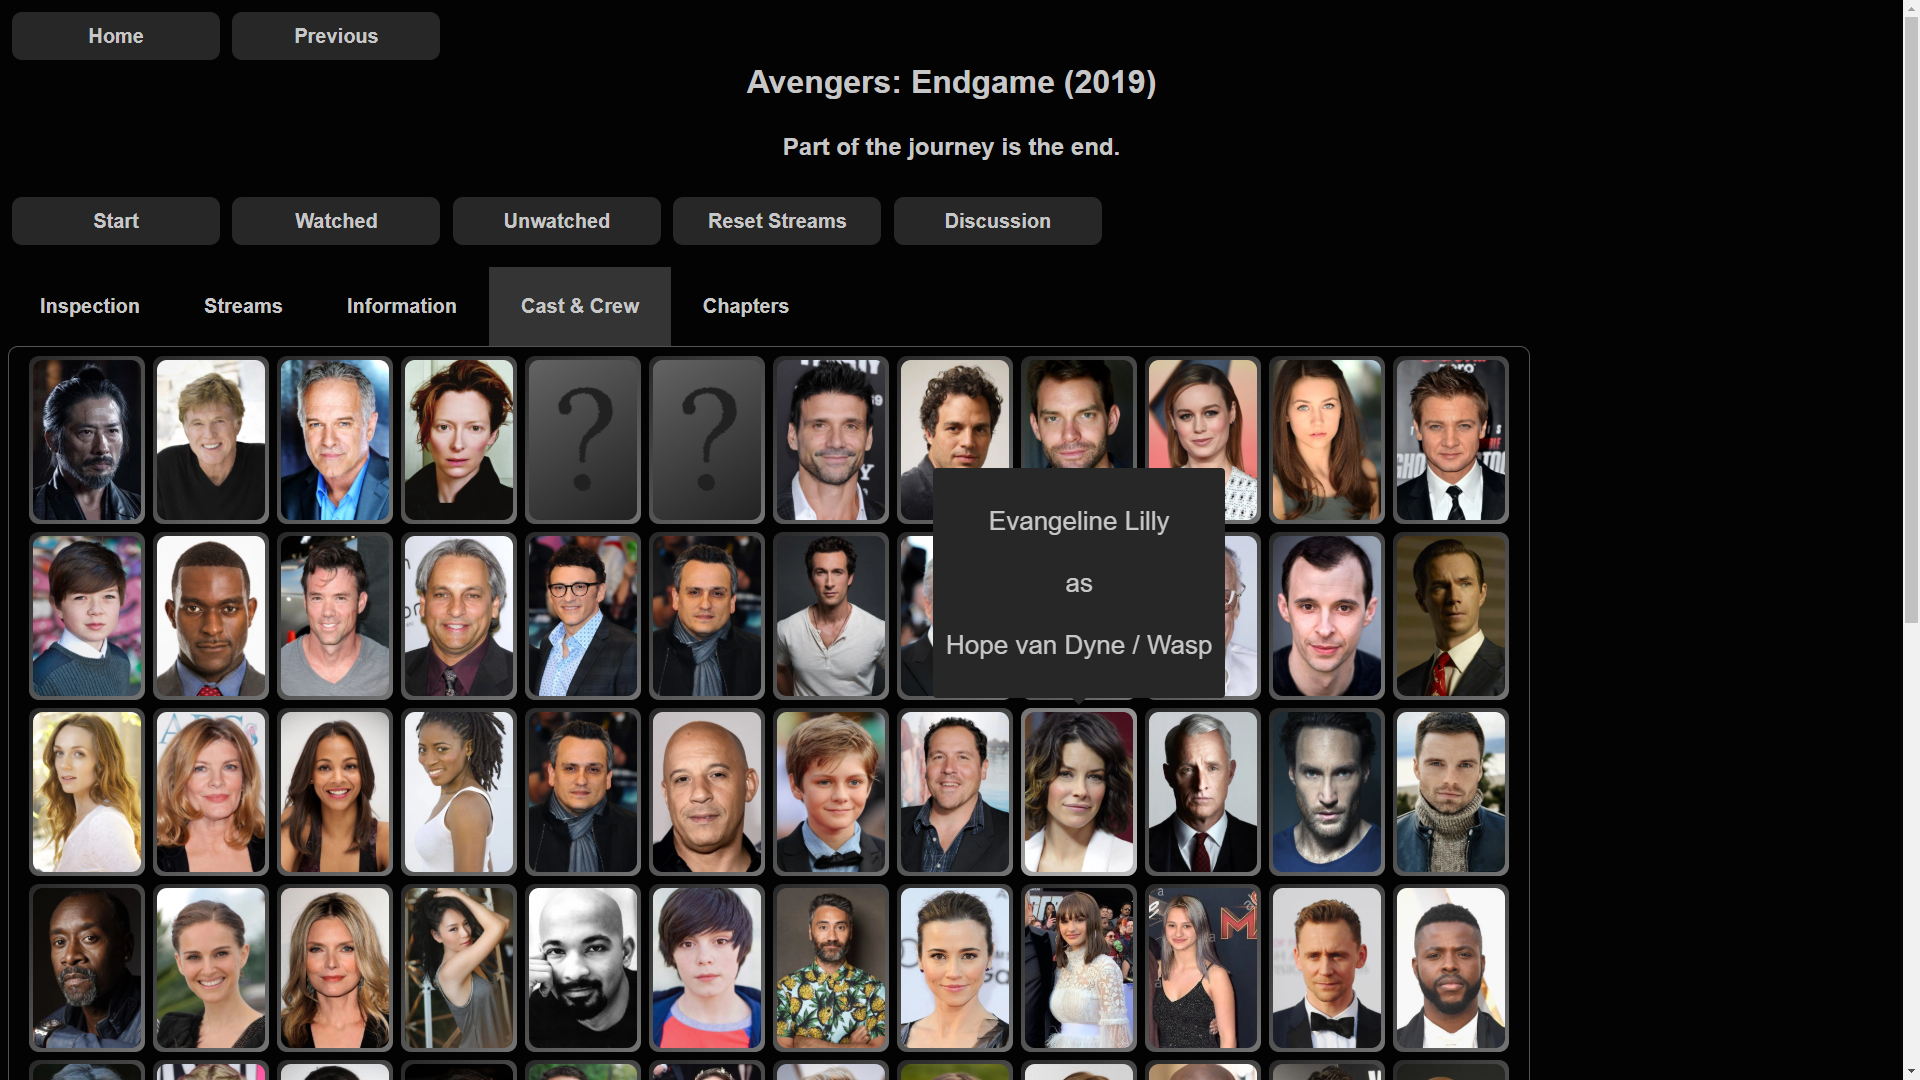 Home
Previous
Avengers: Endgame (2019)
Part of the journey is the end.
Start
Watched
Unwatched
Reset Streams
Discussion
Inspection
Streams
Information
Cast & Crew
Chapters
Evangeline Lilly
as
Hope van Dyne / Wasp